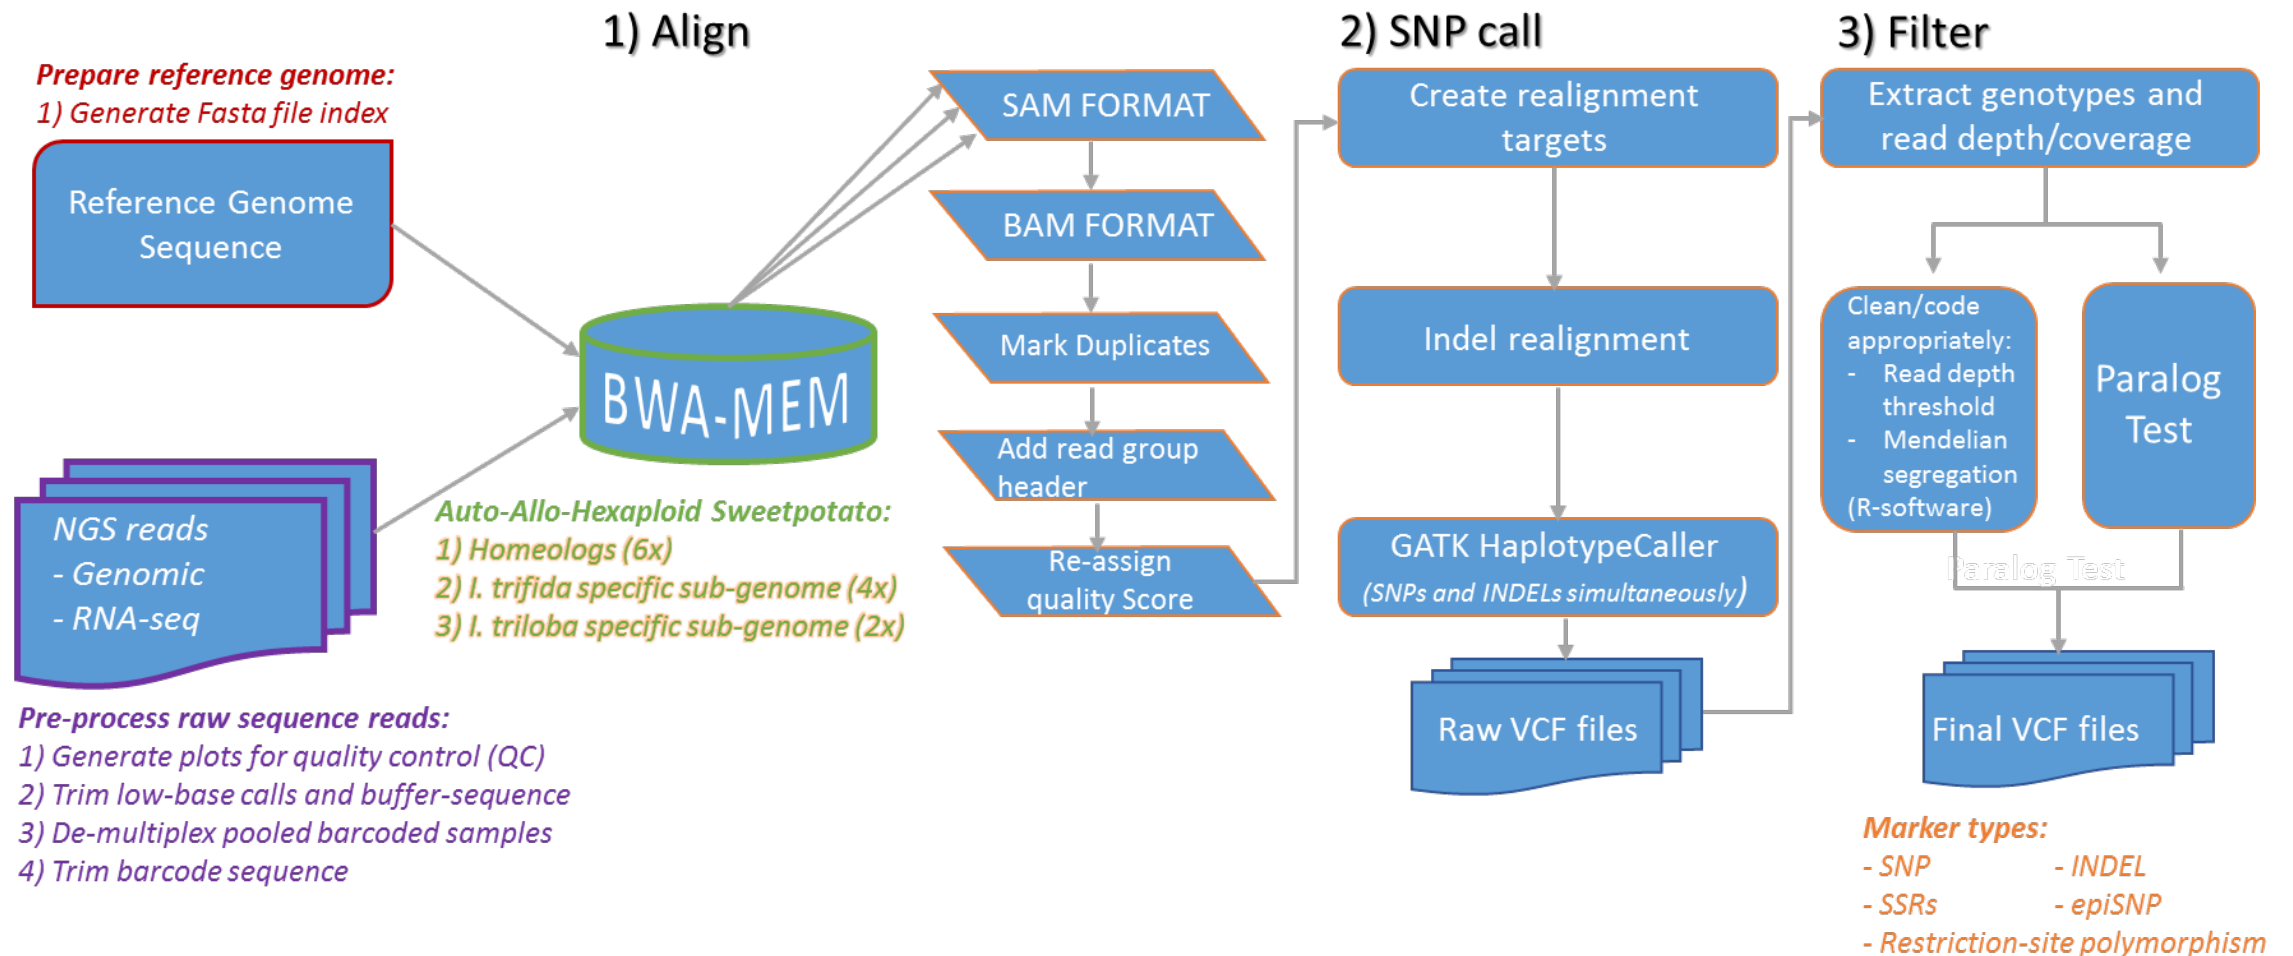 1) Align
Prepare reference genome:
1) Generate Fasta file index
Reference Genome
Sequence
NGS reads
- Genomic
- RNA-seq
Pre-process raw sequence reads:
1) Generate plots for quality control (QC)
2) Trim low-base calls and buffer-sequence
3) De-multiplex pooled barcoded samples
4) Trim barcode sequence
BWA-MEM
Auto-Allo-Hexaploid Sweetpotato:
1) Homeologs (6x)
2) I. trifida specific sub-genome (4x)
3) I. triloba specific sub-genome (2x)
SAM FORMAT
BAM FORMAT
Mark Duplicates
Add read group
header
Re-assign
quality Score
2) SNP call
Create realignment
targets
Indel realignment
GATK HaplotypeCaller
(SNPs and INDELs simultaneously)
Raw VCF files
3) Filter
Extract genotypes and
read depth/coverage
Clean/code
appropriately:
- Read depth
threshold
- Mendelian
segregation
(R-software)
Paralog
Test
Paralog Test
Final VCF files
Marker types:
- SNP - INDEL
- SSRs - epiSNP
- Restriction-site polymorphism